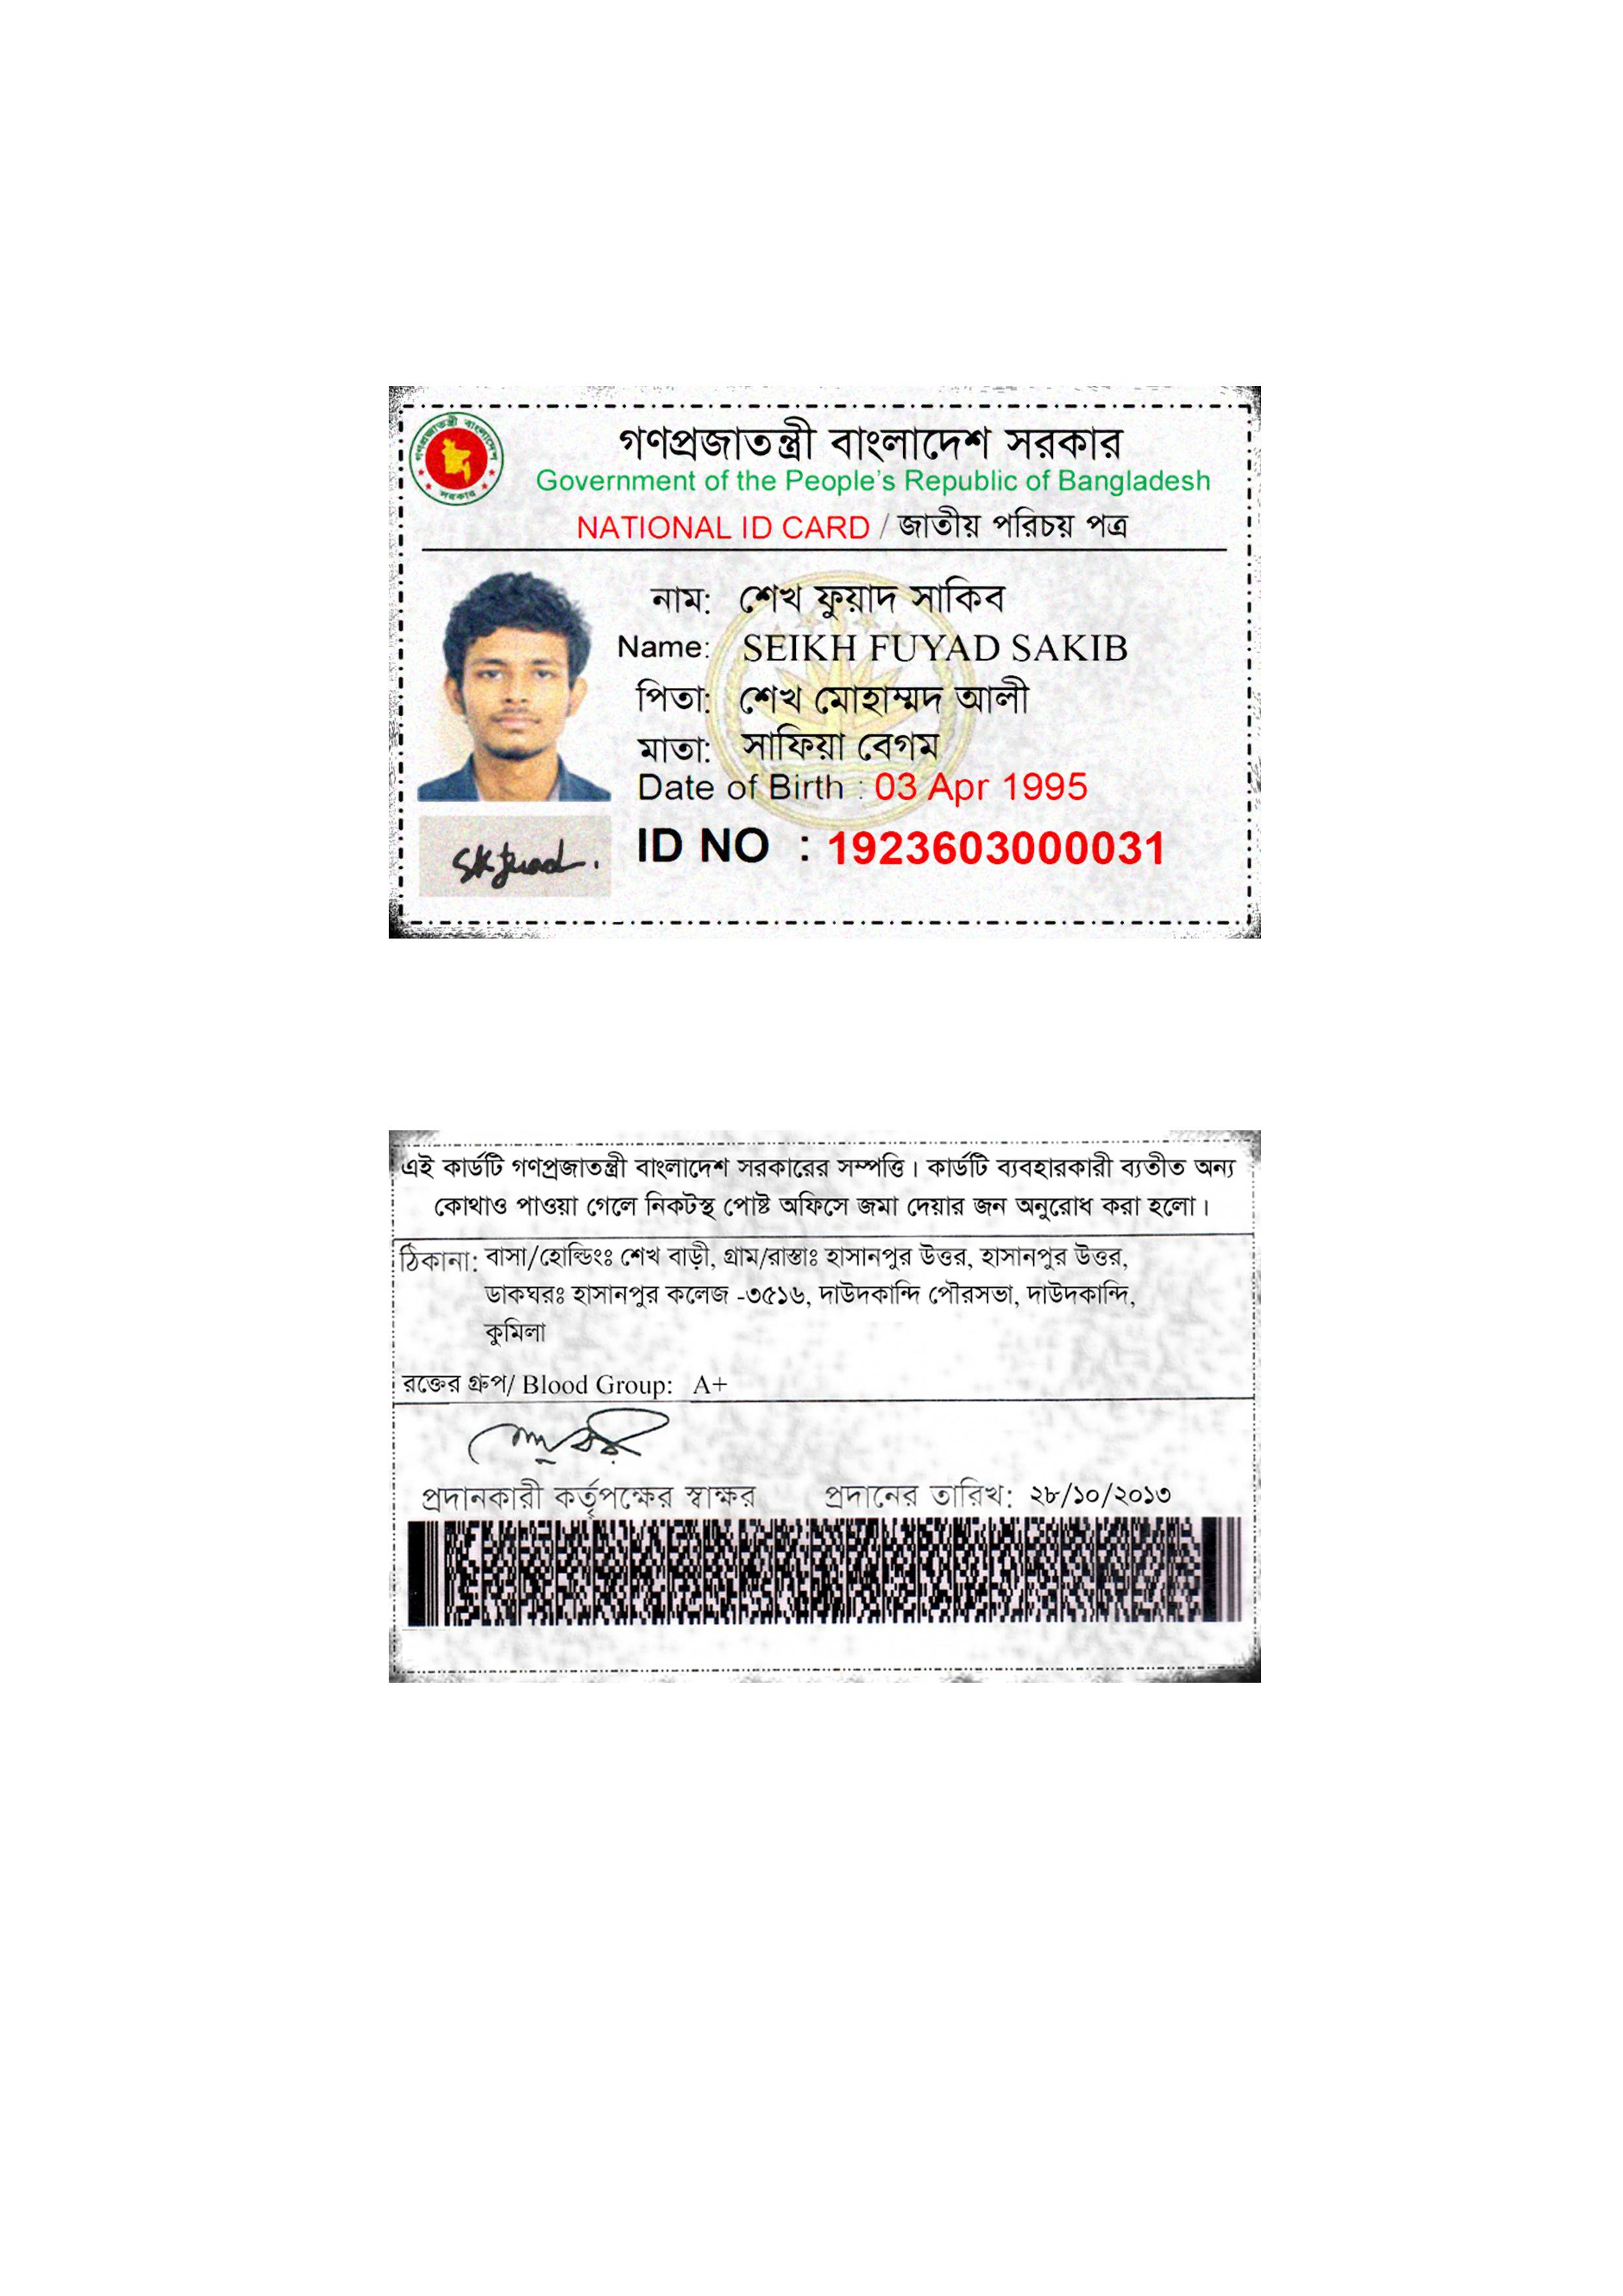 গণপ্রজাতন্ত্রী বাংলাদেশ সরকার
Government of the People's Republic of Bangladesh
NATIONAL ID CARD / জাতীয় পরিচয় পত্র
গণপ্রজাতন্ত্রী বাংলাদেশ সরকার
নাম: শেখ ফুয়াদ সাকিব
Name: SEIKH FUYAD SAKIB
পিতা: শেখ মোহাম্মদ আলী
মাতা: সাফিয়া বেগম
Date of Birth : 03 Apr 1995
ID NO : 1923603000031
এই কার্ডটি গণপ্রজাতন্ত্রী বাংলাদেশ সরকারের সম্পত্তি। কার্ডটি ব্যবহারকারী ব্যতীত অন্য
কোথাও পাওয়া গেলে নিকটস্থ পোষ্ট অফিসে জমা দেয়ার জন অনুরোধ করা হলো।
ঠিকানা: বাসা/হোল্ডিংঃ শেখ বাড়ী, গ্রাম/রাস্তাঃ হাসানপুর উত্তর, হাসানপুর উত্তর,
ডাকঘরঃ হাসানপুর কলেজ -৩৫১৬, দাউদকান্দি পৌরসভা, দাউদকান্দি,
কুমিলা
রক্তের গ্রুপ/ Blood Group: A+
প্রদানকারী কর্তৃপক্ষের স্বাক্ষর প্রদানের তারিখ: ২৮/১০/২০১৩